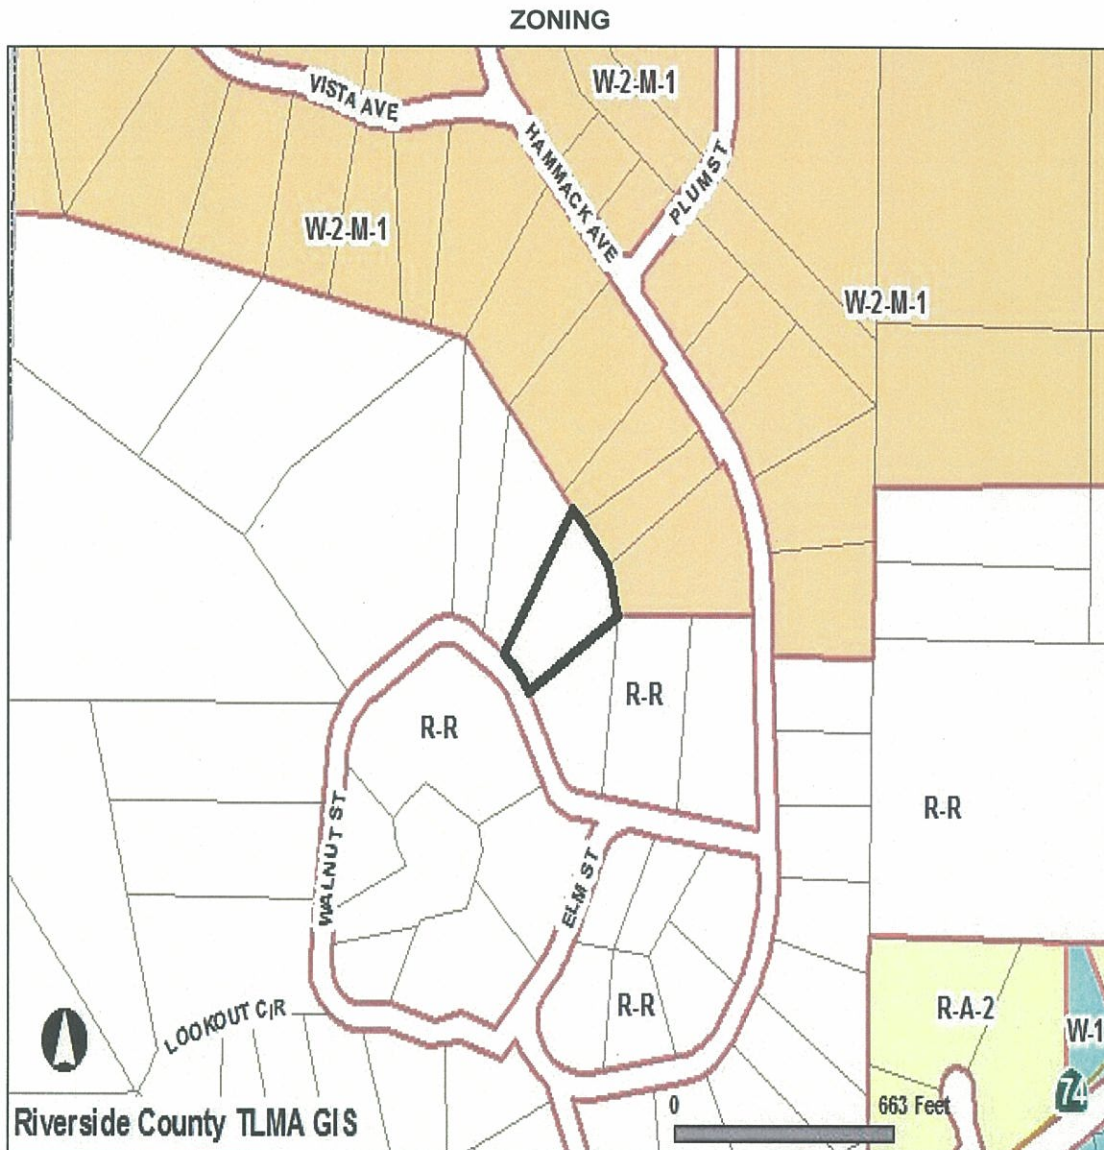 ZONING
VISTA AVE
W-2-M-1
HAMMACK AVE
PLUM ST
W-2-M-1
W-2-M-1
R-R
R-R
R-R
WALNUT ST
ELM ST
R-R
LOOKOUT CIR
R-A-2
W-1
74
Riverside County TLMA GIS
0
663 Feet